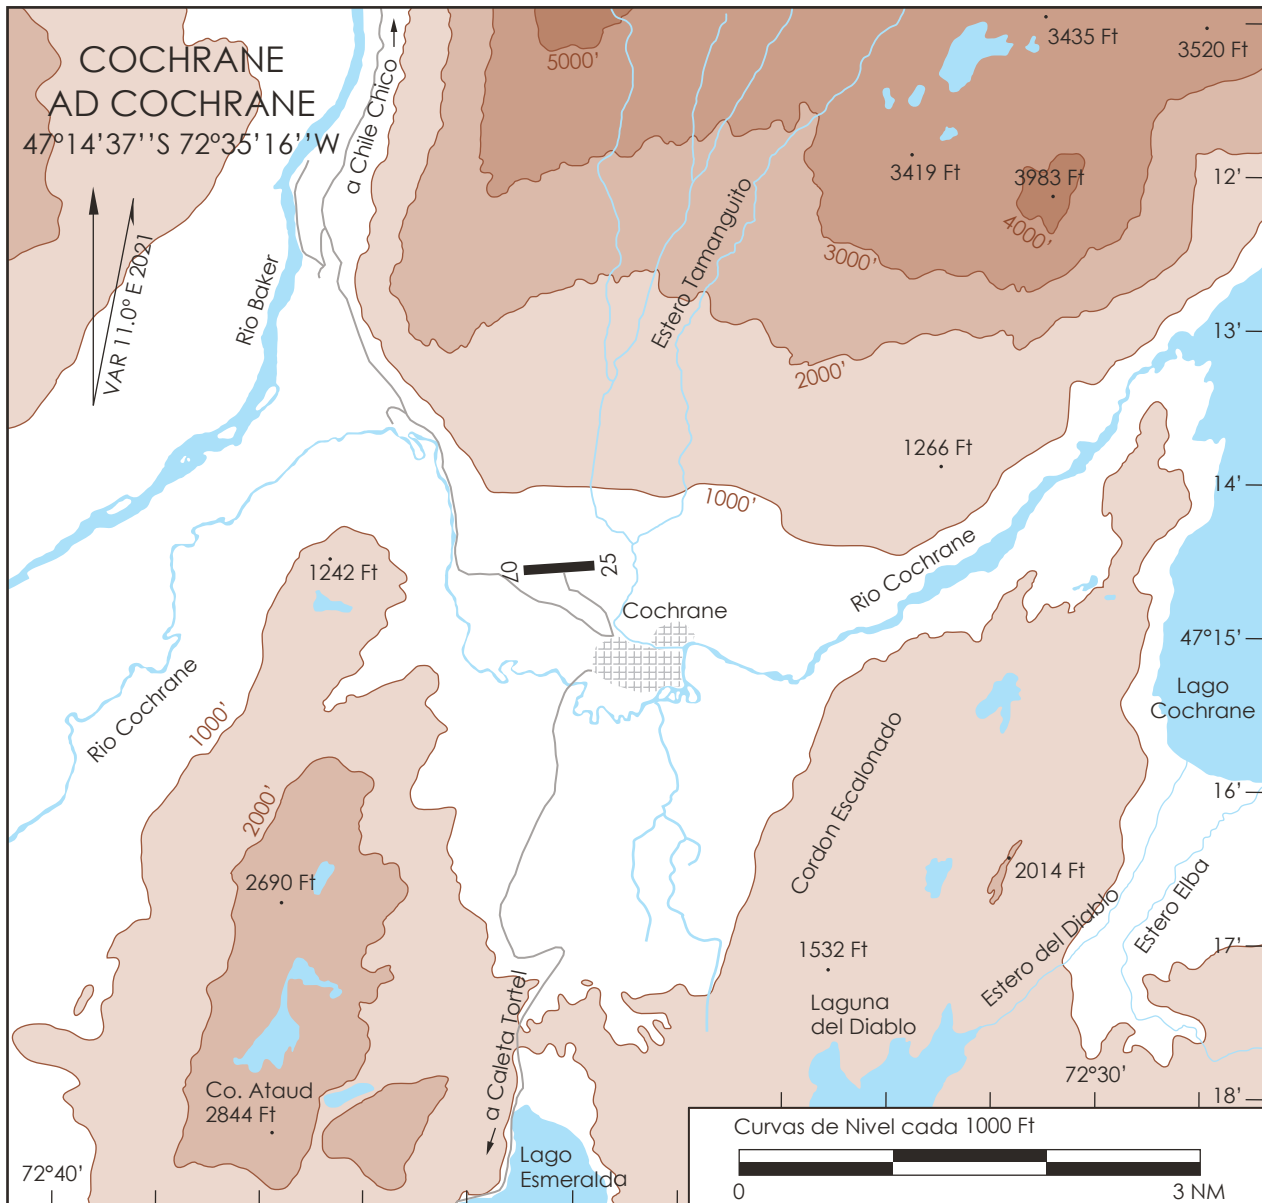 COCHRANE
AD COCHRANE
47°14'37''S 72°35'16''W
a Chile Chico
5000'
3435 Ft
3520 Ft
3419 Ft
3983 Ft
4000'
3000'
12'
VAR 11.0° E 2021
Rio Baker
Estero Tamanguito
2000'
13'
1266 Ft
1000'
14'
1242 Ft
07
25
Cochrane
Rio Cochrane
47°15'
Lago
Cochrane
Rio Cochrane
1000'
2000'
Cordon Escalonado
16'
2690 Ft
2014 Ft
Estero Elba
1532 Ft
Estero del Diablo
17'
a Caleta Tortel
Laguna
del Diablo
Co. Ataud
2844 Ft
72°30'
18'
Lago
Esmeralda
72°40'
Curvas de Nivel cada 1000 Ft
0
3 NM